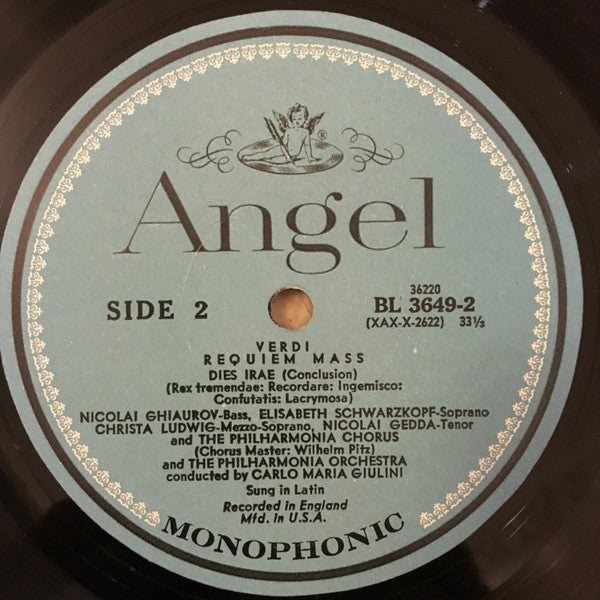 ®
Angel
SIDE 2
36220
BL 3649-2
(XAX-X-2622) 33⅓
VERDI
REQUIEM MASS
DIES IRAE (Conclusion)
(Rex tremendae: Recordare: Ingemisco:
Confutatis: Lacrymosa)
NICOLAI GHIAUROV-Bass, ELISABETH SCHWARZKOPF-Soprano
CHRISTA LUDWIG-Mezzo-Soprano, NICOLAI GEDDA-Tenor
and THE PHILHARMONIA CHORUS
(Chorus Master: Wilhelm Pitz)
and THE PHILHARMONIA ORCHESTRA
conducted by CARLO MARIA GIULINI
Sung in Latin
Recorded in England
Mfd. in U.S.A.
MONOPHONIC